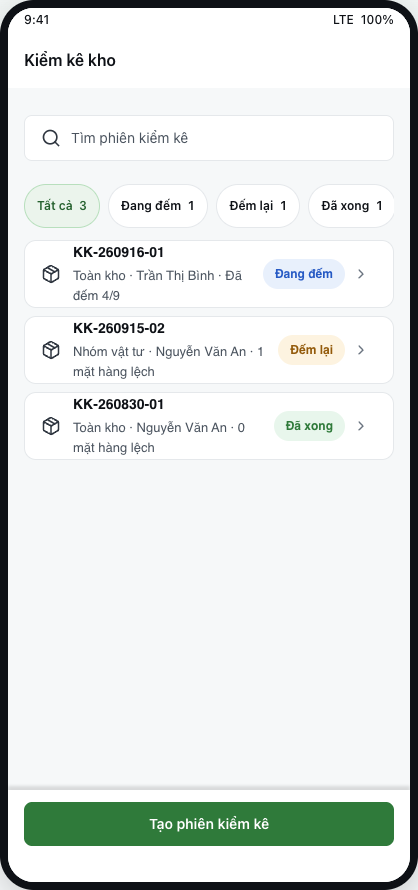 9:41
LTE 100%
Kiểm kê kho
Tìm phiên kiểm kê
Tất cả 3
Đang đếm 1
Đếm lại 1
Đã xong 1
KK-260916-01
Toàn kho · Trần Thị Bình · Đã
đếm 4/9
Đang đếm
KK-260915-02
Nhóm vật tư · Nguyễn Văn An · 1
mặt hàng lệch
Đếm lại
KK-260830-01
Toàn kho · Nguyễn Văn An · 0
mặt hàng lệch
Đã xong
Tạo phiên kiểm kê